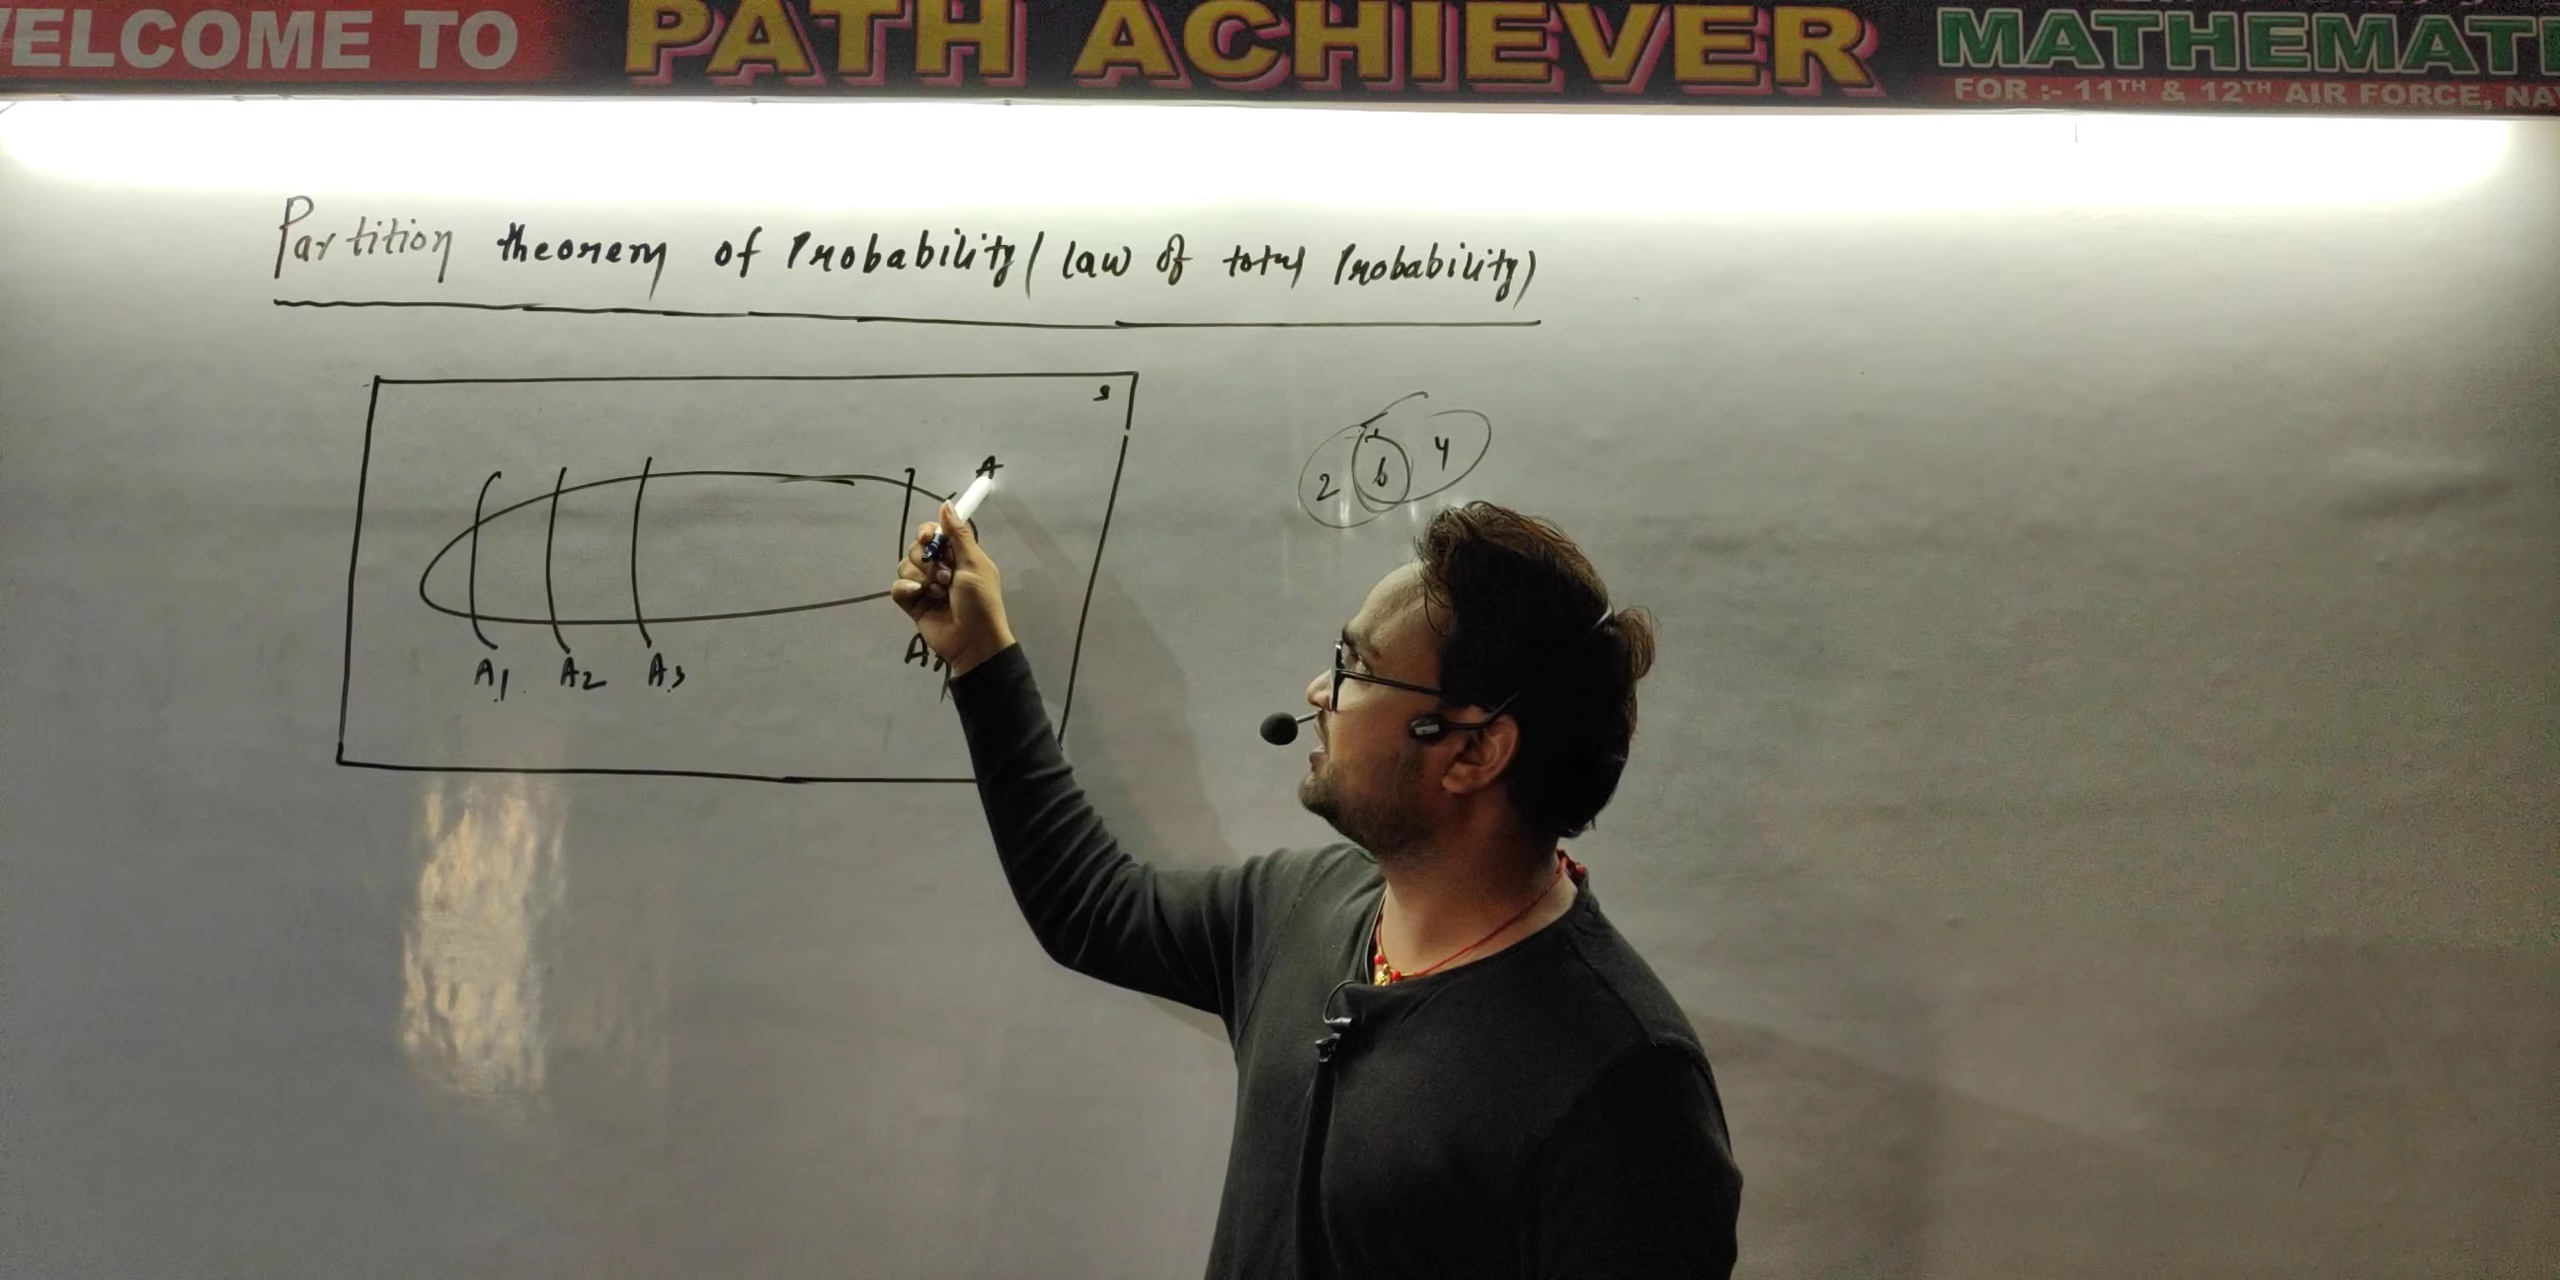 WELCOME TO PATH ACHIEVER MATHEMATI
FOR :- 11TH & 12TH AIR FORCE, NAV
Partition theorem of Probability (law of total Probability)
S
A
2 6 4
A1 A2 A3